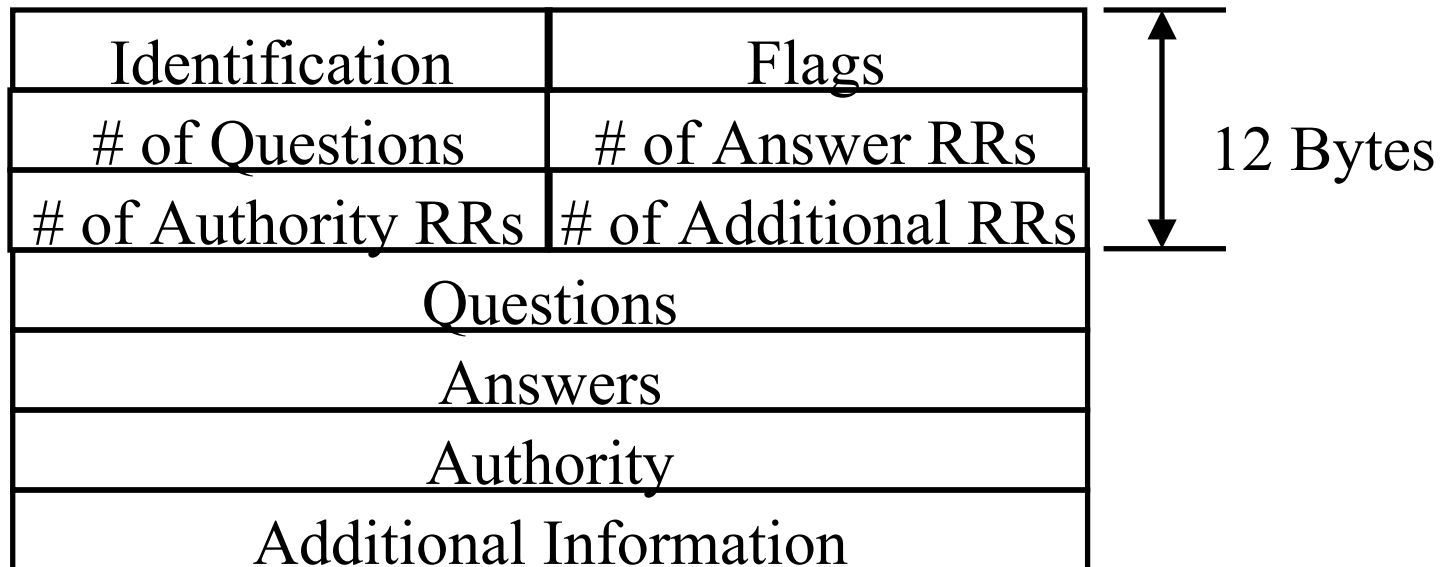 Identification Flags
# of Questions # of Answer RRs
12 Bytes
# of Authority RRs # of Additional RRs
Questions
Answers
Authority
Additional Information